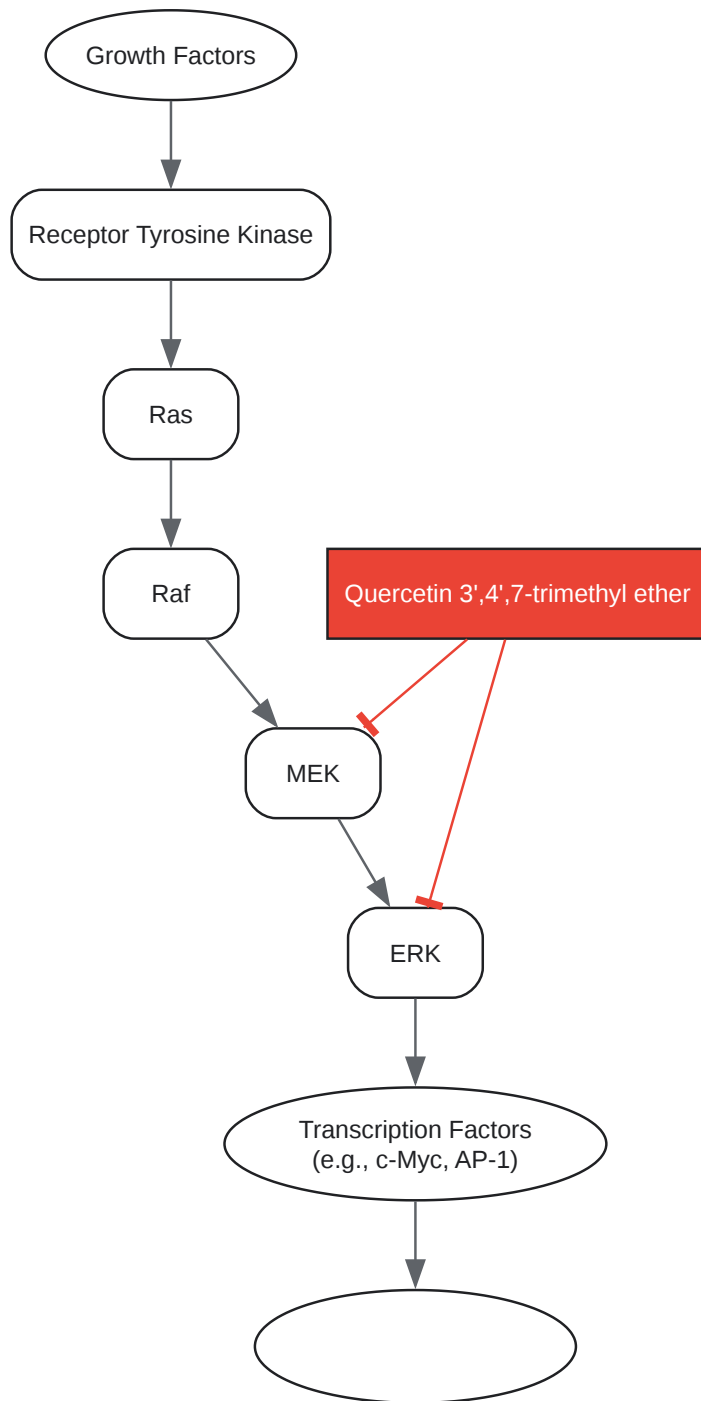 Growth Factors
Receptor Tyrosine Kinase
Ras
Raf
Quercetin 3',4',7-trimethyl ether
MEK
ERK
Transcription Factors
(e.g., c-Myc, AP-1)